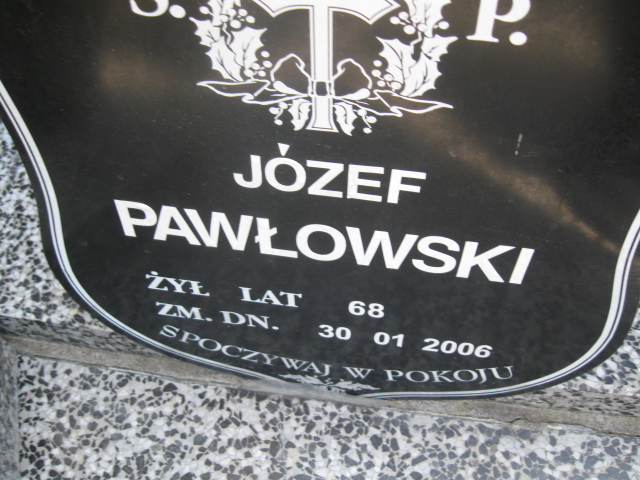 Ś. P.
JÓZEF
PAWŁOWSKI
ŻYŁ LAT 68
ZM. DN. 30 01 2006
SPOCZYWAJ W POKOJU